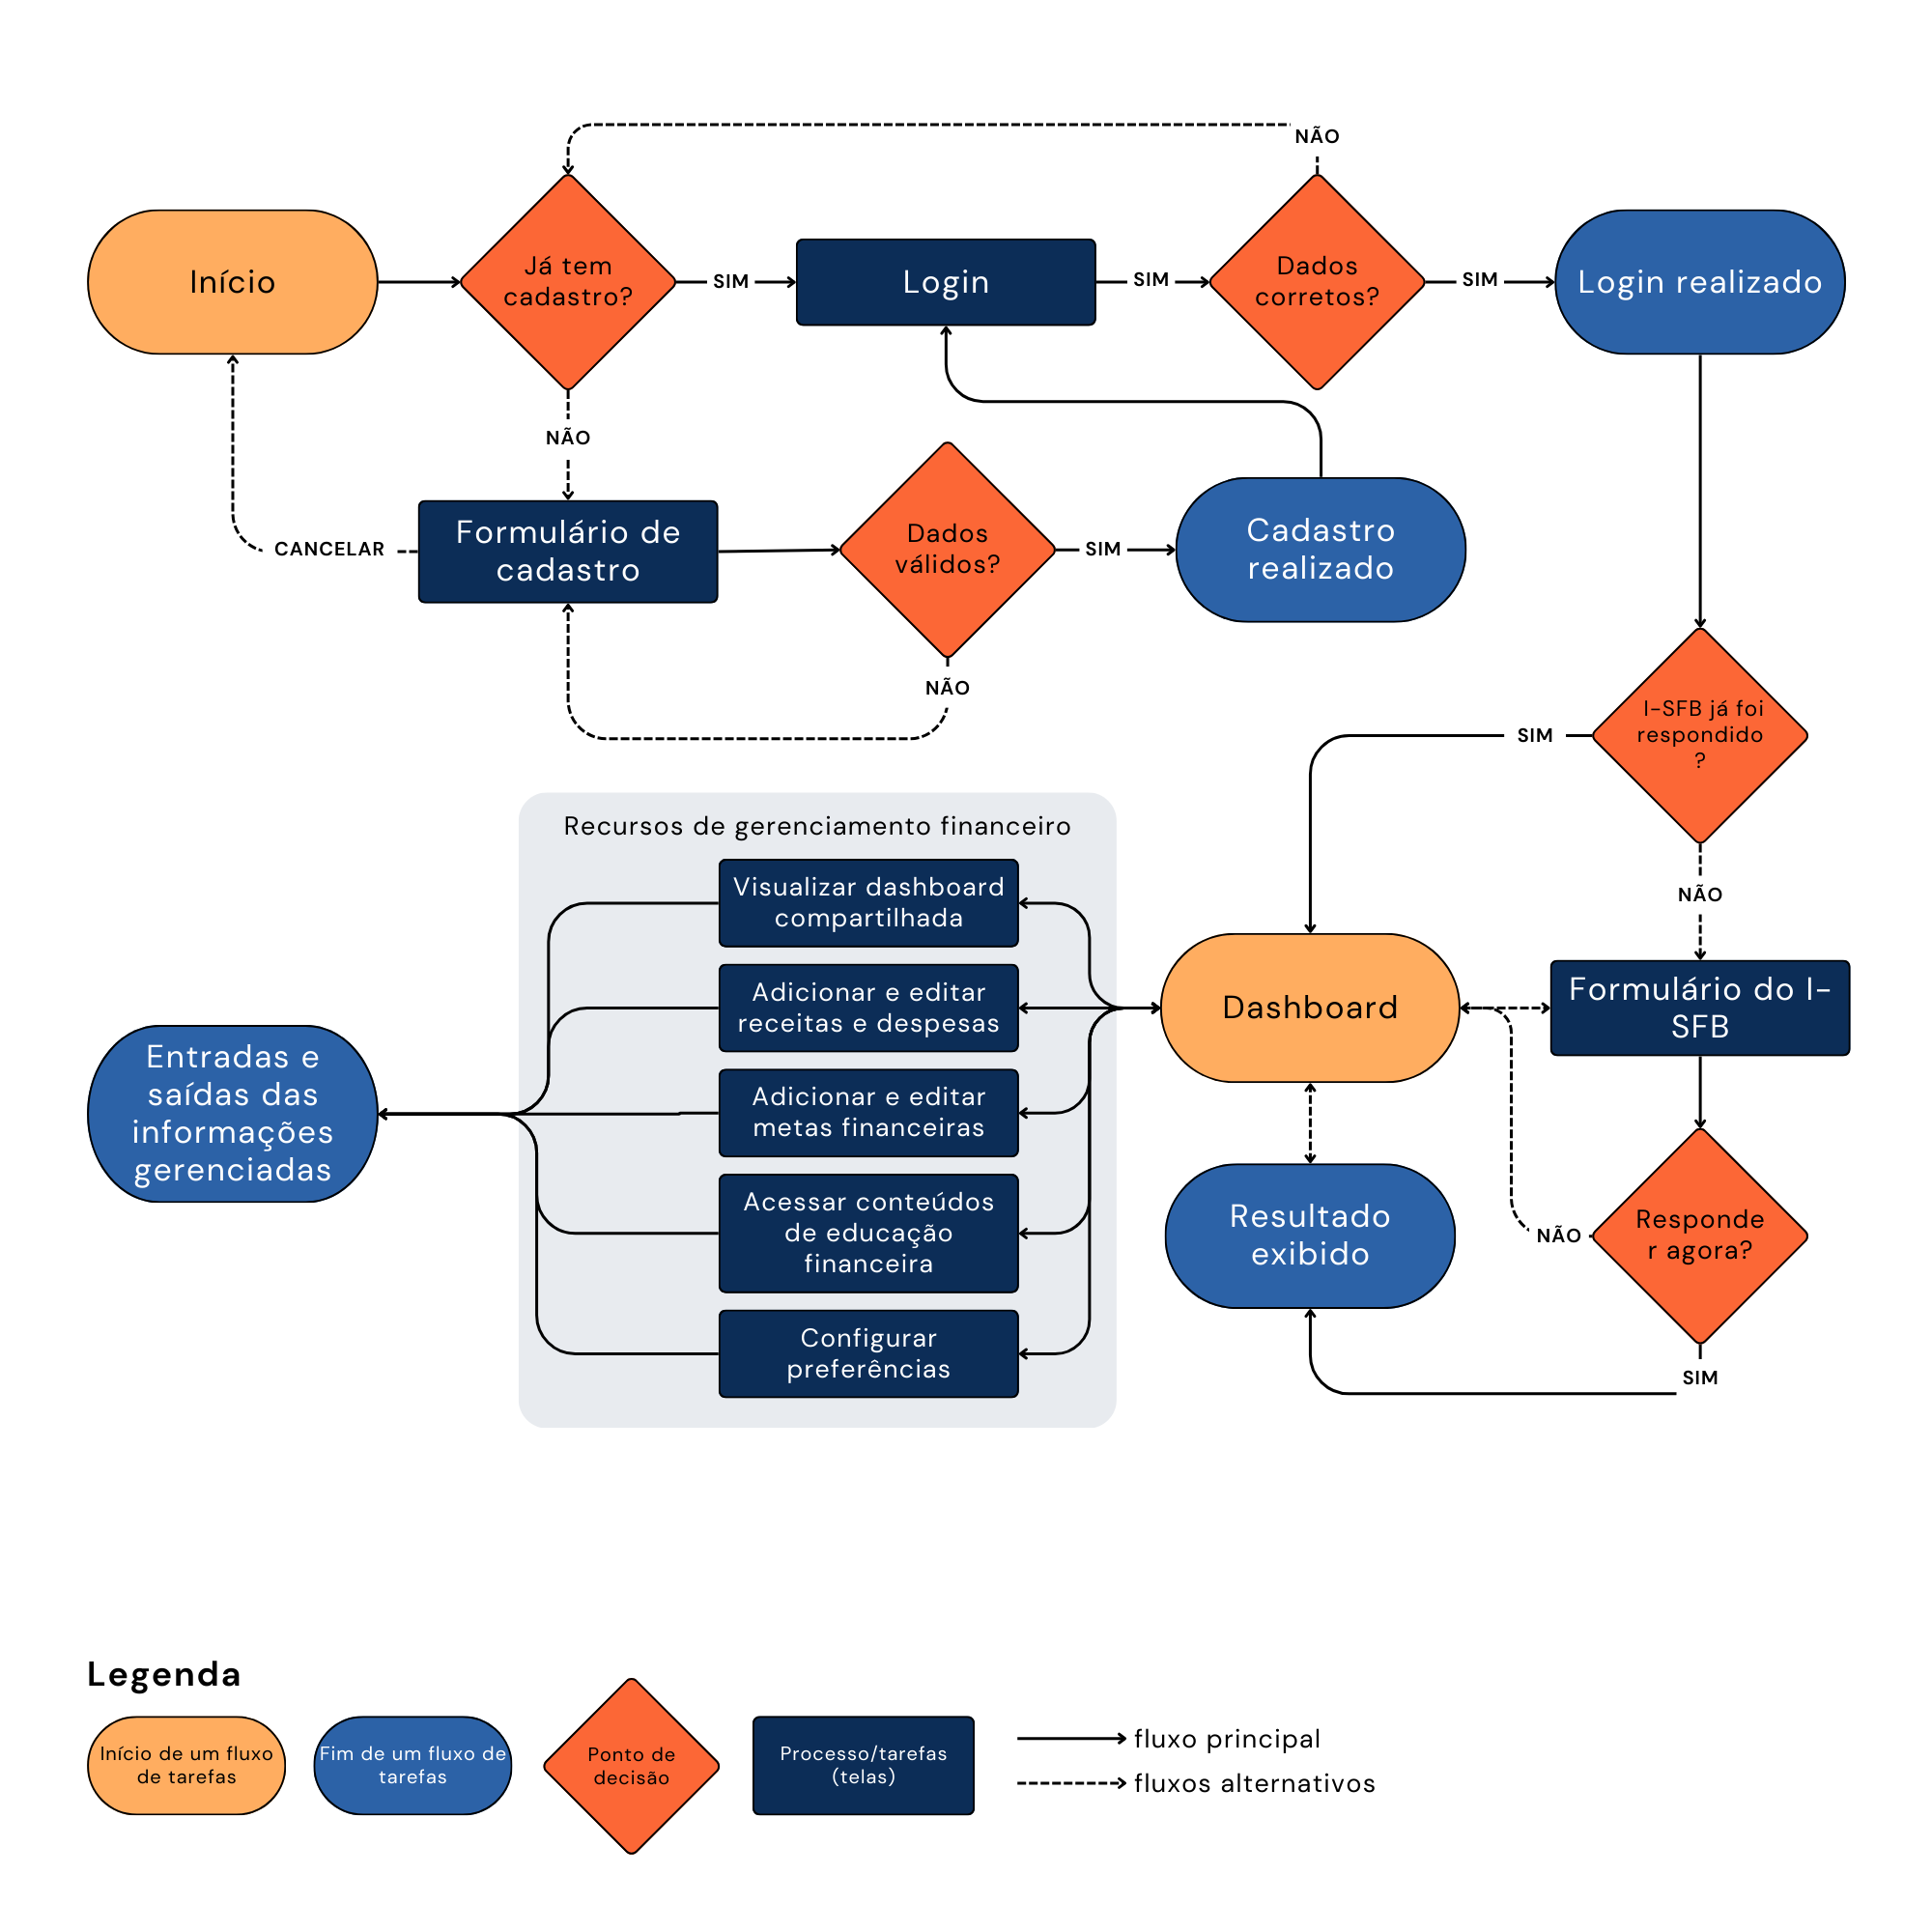 NÃO
Início
Já tem
cadastro?
SIM
Login
SIM
Dados
corretos?
SIM
Login realizado
NÃO
CANCELAR
Formulário de
cadastro
Dados
válidos?
SIM
Cadastro
realizado
NÃO
I-SFB já foi
respondido
?
SIM
NÃO
Recursos de gerenciamento financeiro
Visualizar dashboard
compartilhada
Adicionar e editar
receitas e despesas
Adicionar e editar
metas financeiras
Acessar conteúdos
de educação
financeira
Configurar
preferências
Entradas e
saídas das
informações
gerenciadas
Dashboard
Formulário do I-
SFB
Resultado
exibido
NÃO
Responde
r agora?
SIM
Legenda
Início de um fluxo
de tarefas
Fim de um fluxo de
tarefas
Ponto de
decisão
Processo/tarefas
(telas)
fluxo principal
fluxos alternativos